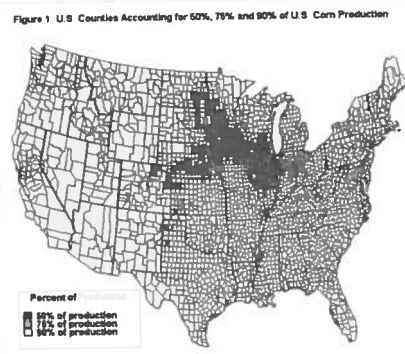 Figure 1 U.S Counties Accounting for 50%, 75% and 90% of U.S Corn Production
Percent of Production
50% of production
75% of production
90% of production